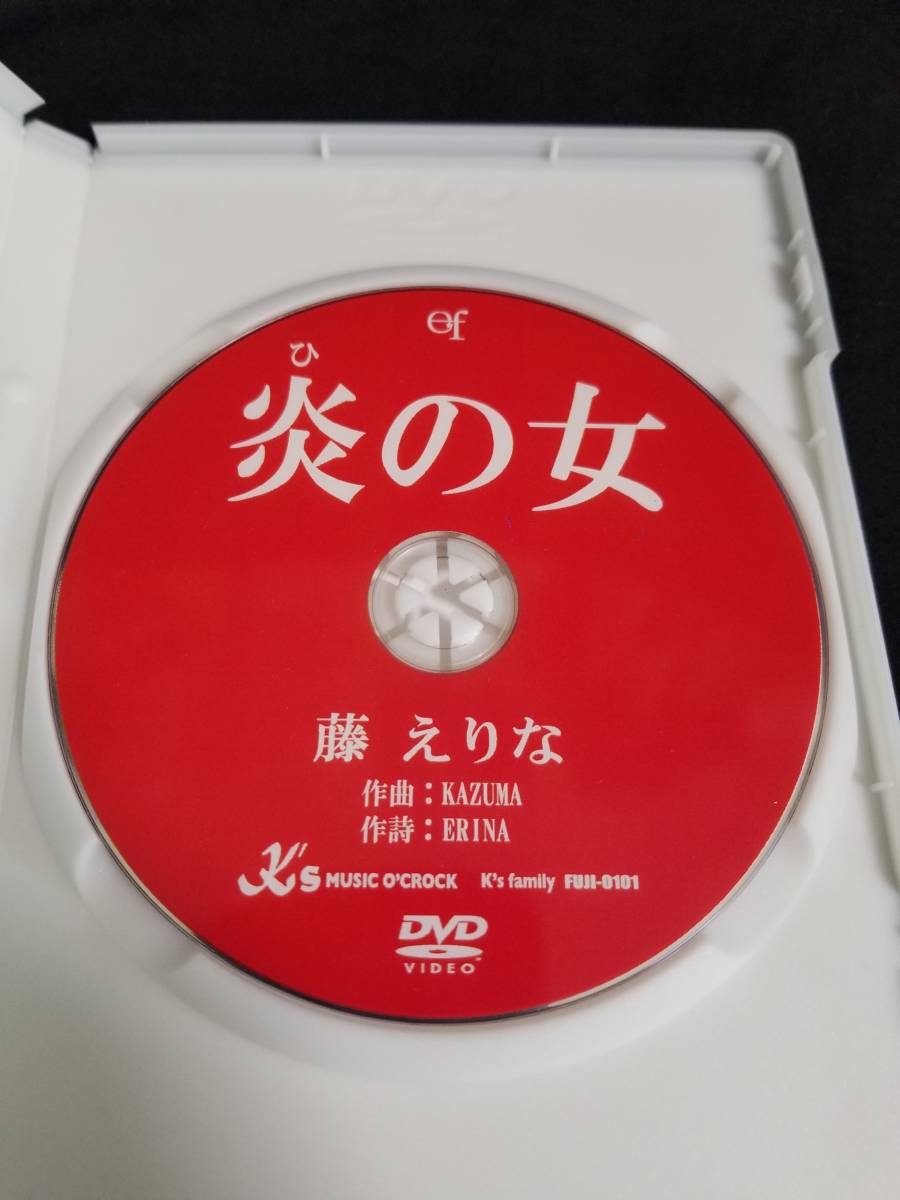 ef
ひ
炎の女
藤 えりな
作曲：KAZUMA
作詩：ERINA
K's MUSIC O'CROCK K's family FUJI-0101
DVD
VIDEO